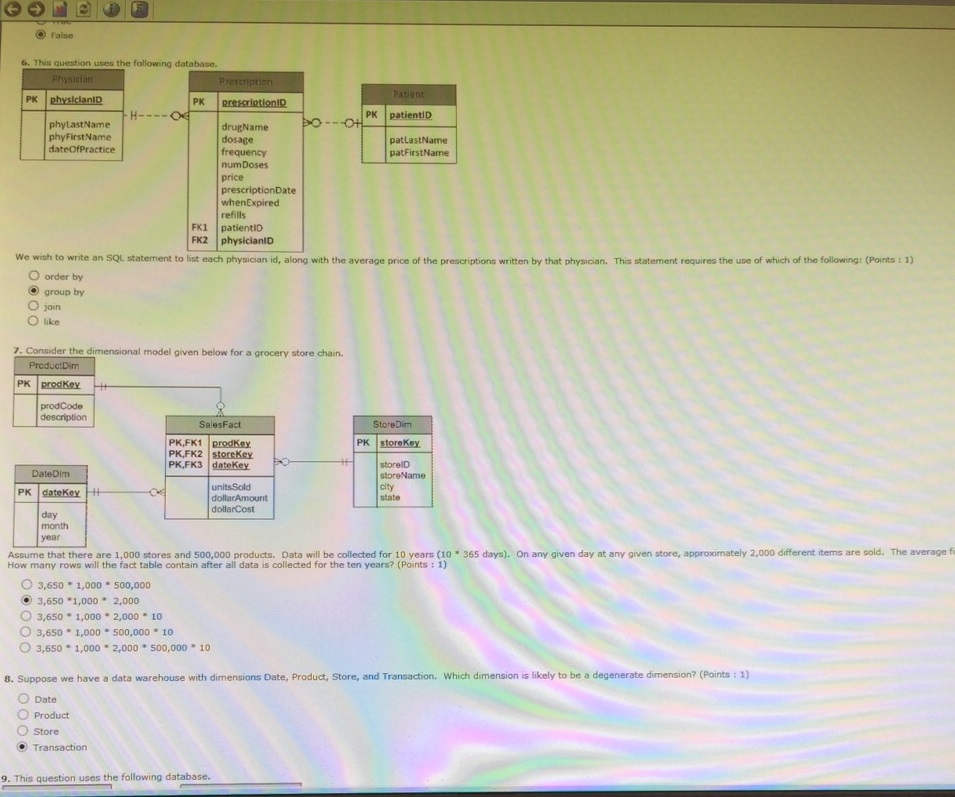 False
6. This question uses the following database.
Physician
PK physicianID
phyLastName
phyFirstName
dateOfPractice
Prescription
PK prescriptionID
drugName
dosage
frequency
numDoses
price
prescriptionDate
whenExpired
refills
FK1 patientID
FK2 physicianID
Patient
PK patientID
patLastName
patFirstName
We wish to write an SQL statement to list each physician id, along with the average price of the prescriptions written by that physician. This statement requires the use of which of the following: (Points : 1)
order by
group by
join
like
7. Consider the dimensional model given below for a grocery store chain.
ProductDim
PK prodKey
prodCode
description
SalesFact
PK,FK1 prodKey
PK,FK2 storeKey
PK,FK3 dateKey
unitsSold
dollarAmount
dollarCost
StoreDim
PK storeKey
storeID
storeName
city
state
DateDim
PK dateKey
day
month
year
Assume that there are 1,000 stores and 500,000 products. Data will be collected for 10 years (10 * 365 days). On any given day at any given store, approximately 2,000 different items are sold. The average
How many rows will the fact table contain after all data is collected for the ten years? (Points : 1)
3,650 * 1,000 * 500,000
3,650 *1,000 * 2,000
3,650 * 1,000 * 2,000 * 10
3,650 * 1,000 * 500,000 * 10
3,650 * 1,000 * 2,000 * 500,000 * 10
8. Suppose we have a data warehouse with dimensions Date, Product, Store, and Transaction. Which dimension is likely to be a degenerate dimension? (Points : 1)
Date
Product
Store
Transaction
9. This question uses the following database.